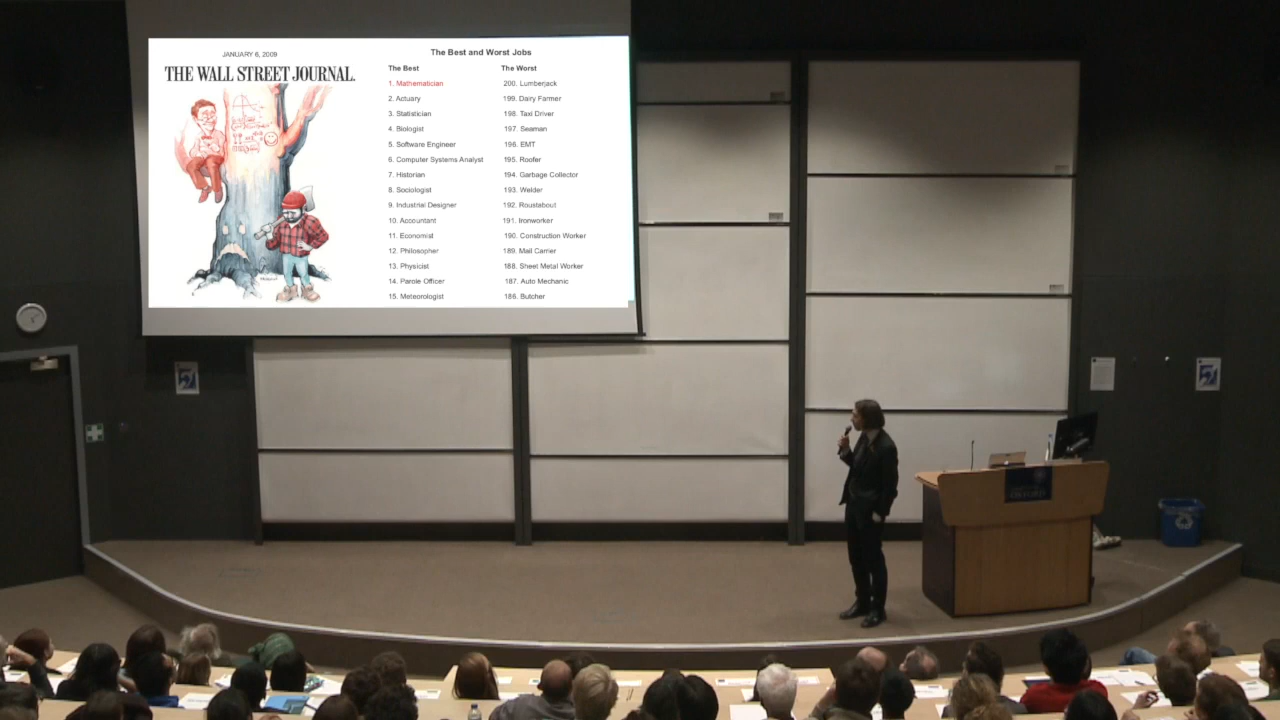 JANUARY 6, 2009
THE WALL STREET JOURNAL.
The Best and Worst Jobs
The Best
1. Mathematician
2. Actuary
3. Statistician
4. Biologist
5. Software Engineer
6. Computer Systems Analyst
7. Historian
8. Sociologist
9. Industrial Designer
10. Accountant
11. Economist
12. Philosopher
13. Physicist
14. Parole Officer
15. Meteorologist
The Worst
200. Lumberjack
199. Dairy Farmer
198. Taxi Driver
197. Seaman
196. EMT
195. Roofer
194. Garbage Collector
193. Welder
192. Roustabout
191. Ironworker
190. Construction Worker
189. Mail Carrier
188. Sheet Metal Worker
187. Auto Mechanic
186. Butcher
OXFORD